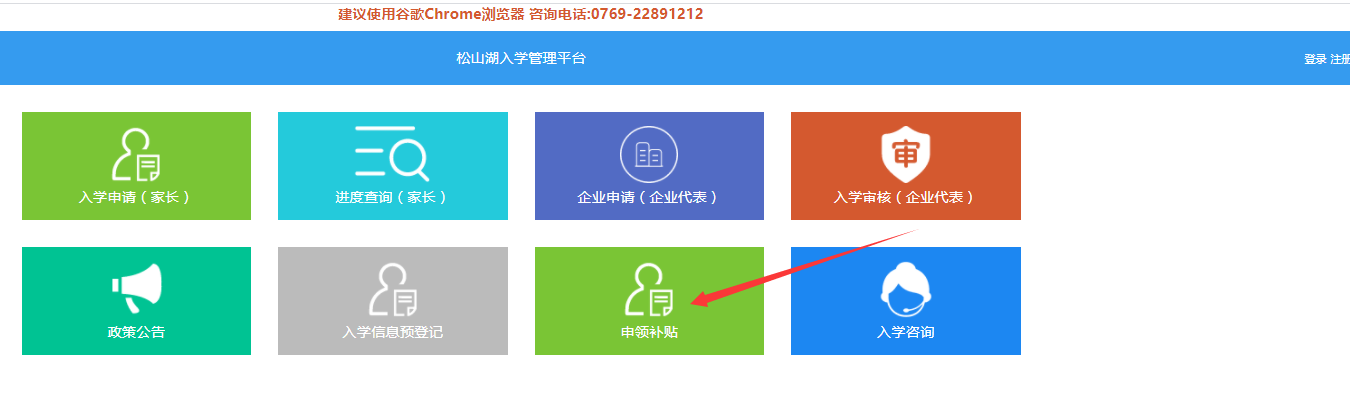 建议使用谷歌Chrome浏览器 咨询电话:0769-22891212
松山湖入学管理平台
登录 注册
入学申请（家长）
进度查询（家长）
企业申请（企业代表）
审
入学审核（企业代表）
政策公告
入学信息预登记
申领补贴
入学咨询